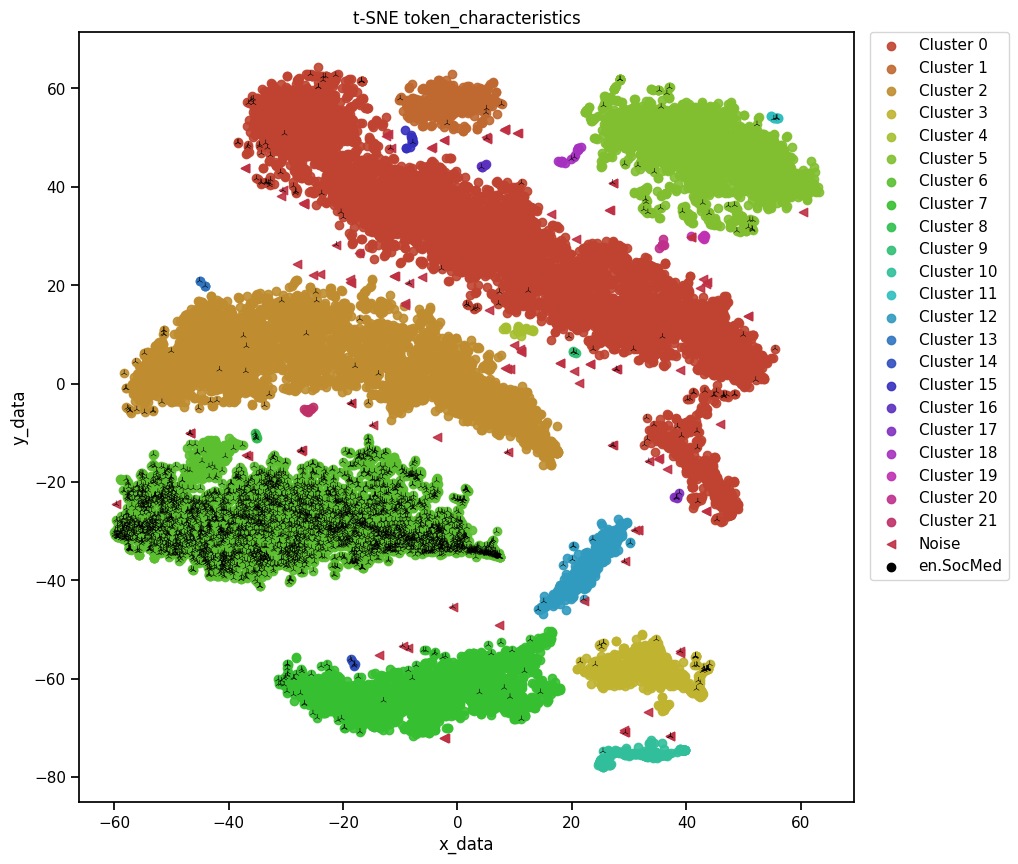 t-SNE token_characteristics
60
40
20
0
−20
−40
−60
−80
y_data
−60
−40
−20
0
20
40
60
x_data
Cluster 0
Cluster 1
Cluster 2
Cluster 3
Cluster 4
Cluster 5
Cluster 6
Cluster 7
Cluster 8
Cluster 9
Cluster 10
Cluster 11
Cluster 12
Cluster 13
Cluster 14
Cluster 15
Cluster 16
Cluster 17
Cluster 18
Cluster 19
Cluster 20
Cluster 21
Noise
en.SocMed